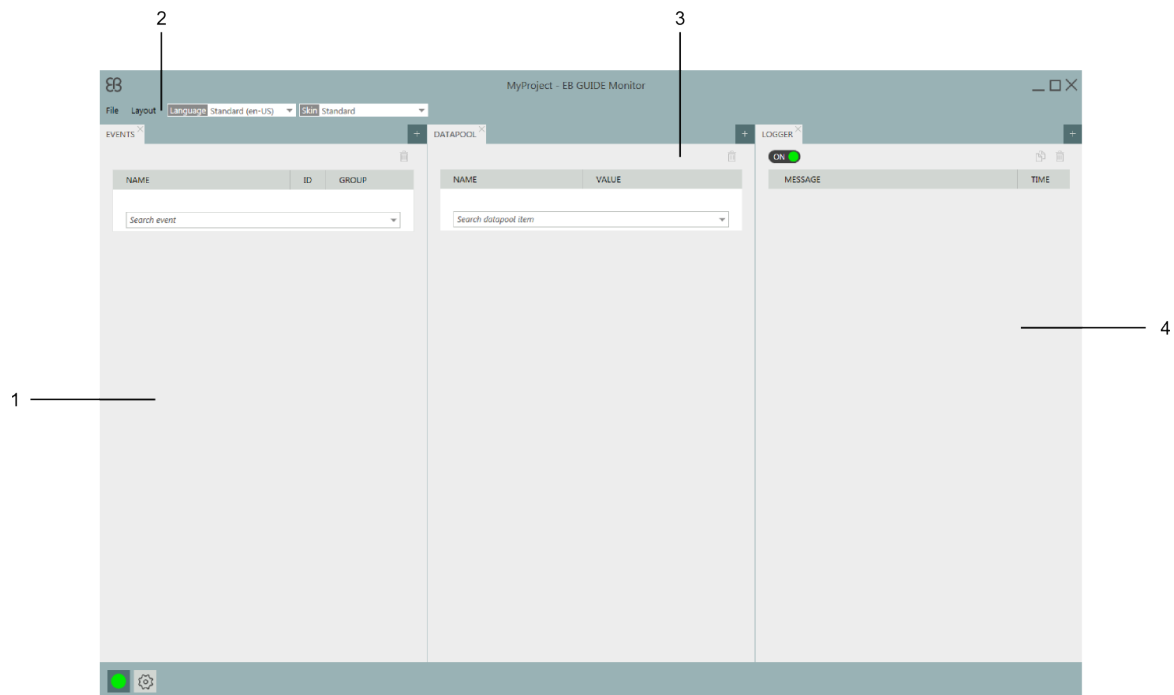 2
3
EB
MyProject - EB GUIDE Monitor
File Layout Language Standard (en-US) Skin Standard
EVENTS + DATAPOOL + LOGGER +
ON
NAME ID GROUP NAME VALUE MESSAGE TIME
Search event Search datapool item
4
1